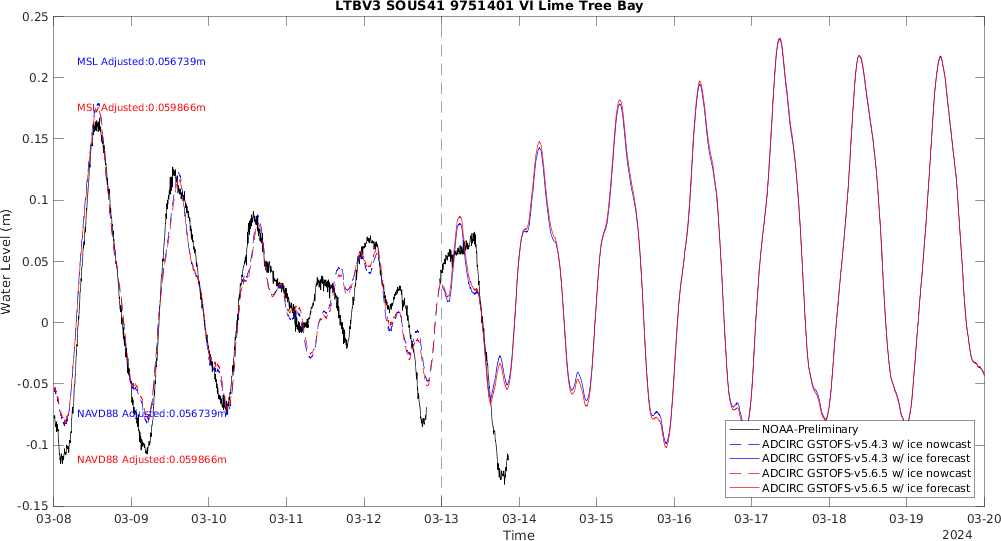 LTBV3 SOUS41 9751401 VI Lime Tree Bay
0.25
0.2
0.15
0.1
0.05
0
-0.05
-0.1
-0.15
Water Level (m)
MSL Adjusted:0.056739m
MSL Adjusted:0.059866m
NAVD88 Adjusted:0.056739m
NAVD88 Adjusted:0.059866m
NOAA-Preliminary
ADCIRC GSTOFS-v5.4.3 w/ ice nowcast
ADCIRC GSTOFS-v5.4.3 w/ ice forecast
ADCIRC GSTOFS-v5.6.5 w/ ice nowcast
ADCIRC GSTOFS-v5.6.5 w/ ice forecast
03-08 03-09 03-10 03-11 03-12 03-13 03-14 03-15 03-16 03-17 03-18 03-19 03-20
Time
2024